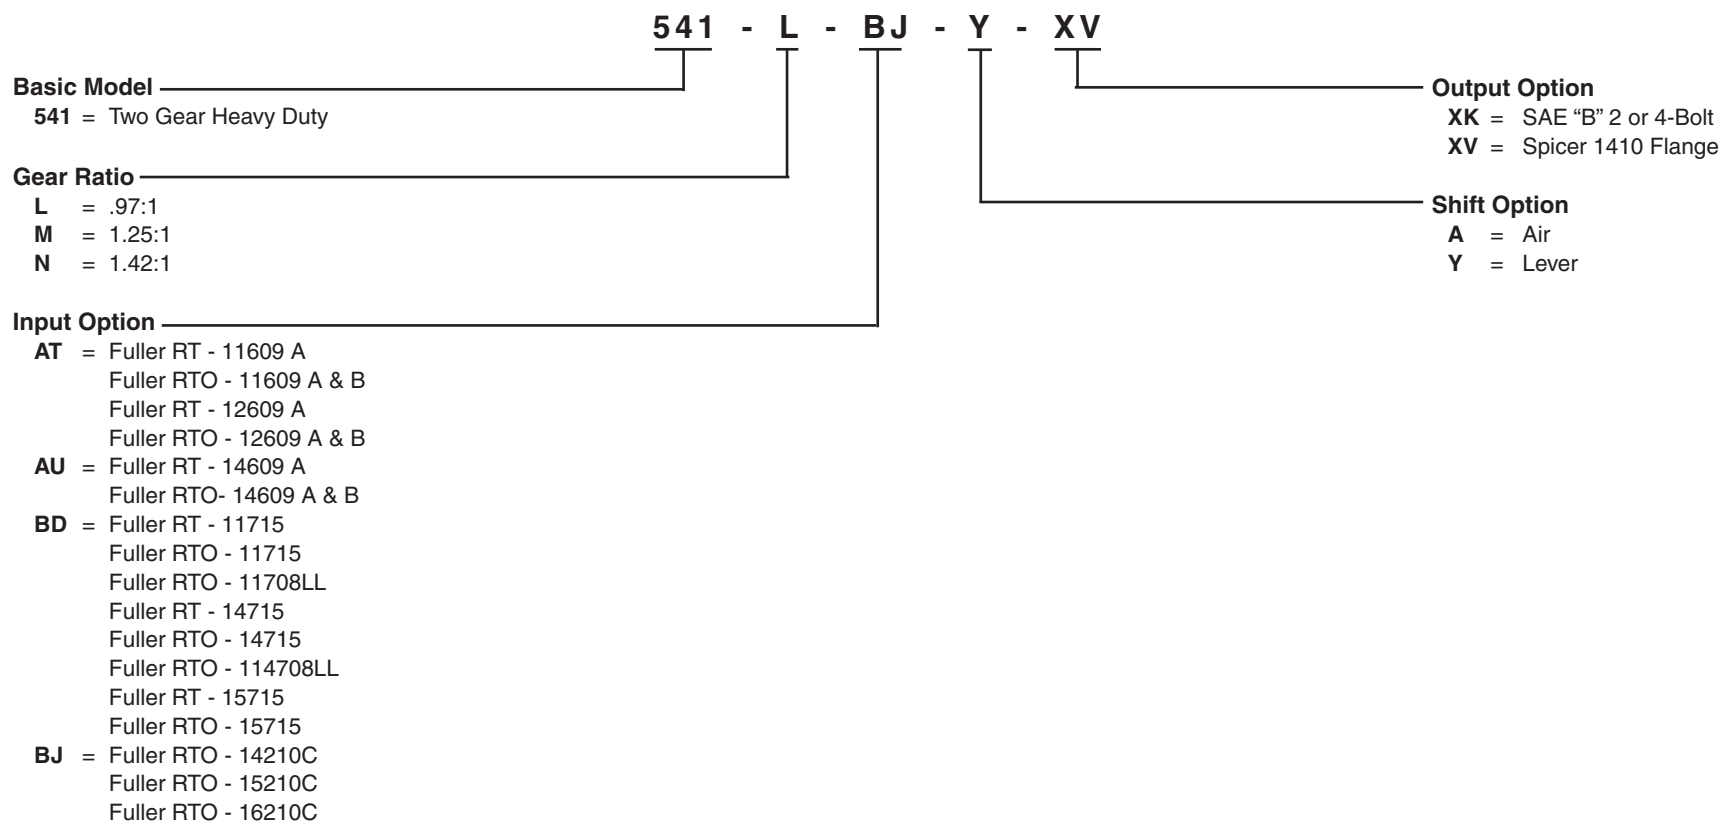 541 - L - BJ - Y - XV
Basic Model
541 = Two Gear Heavy Duty
Gear Ratio
L = .97:1
M = 1.25:1
N = 1.42:1
Input Option
AT = Fuller RT - 11609 A
Fuller RTO - 11609 A & B
Fuller RT - 12609 A
Fuller RTO - 12609 A & B
AU = Fuller RT - 14609 A
Fuller RTO- 14609 A & B
BD = Fuller RT - 11715
Fuller RTO - 11715
Fuller RTO - 11708LL
Fuller RT - 14715
Fuller RTO - 14715
Fuller RTO - 114708LL
Fuller RT - 15715
Fuller RTO - 15715
BJ = Fuller RTO - 14210C
Fuller RTO - 15210C
Fuller RTO - 16210C
Output Option
XK = SAE “B” 2 or 4-Bolt
XV = Spicer 1410 Flange
Shift Option
A = Air
Y = Lever